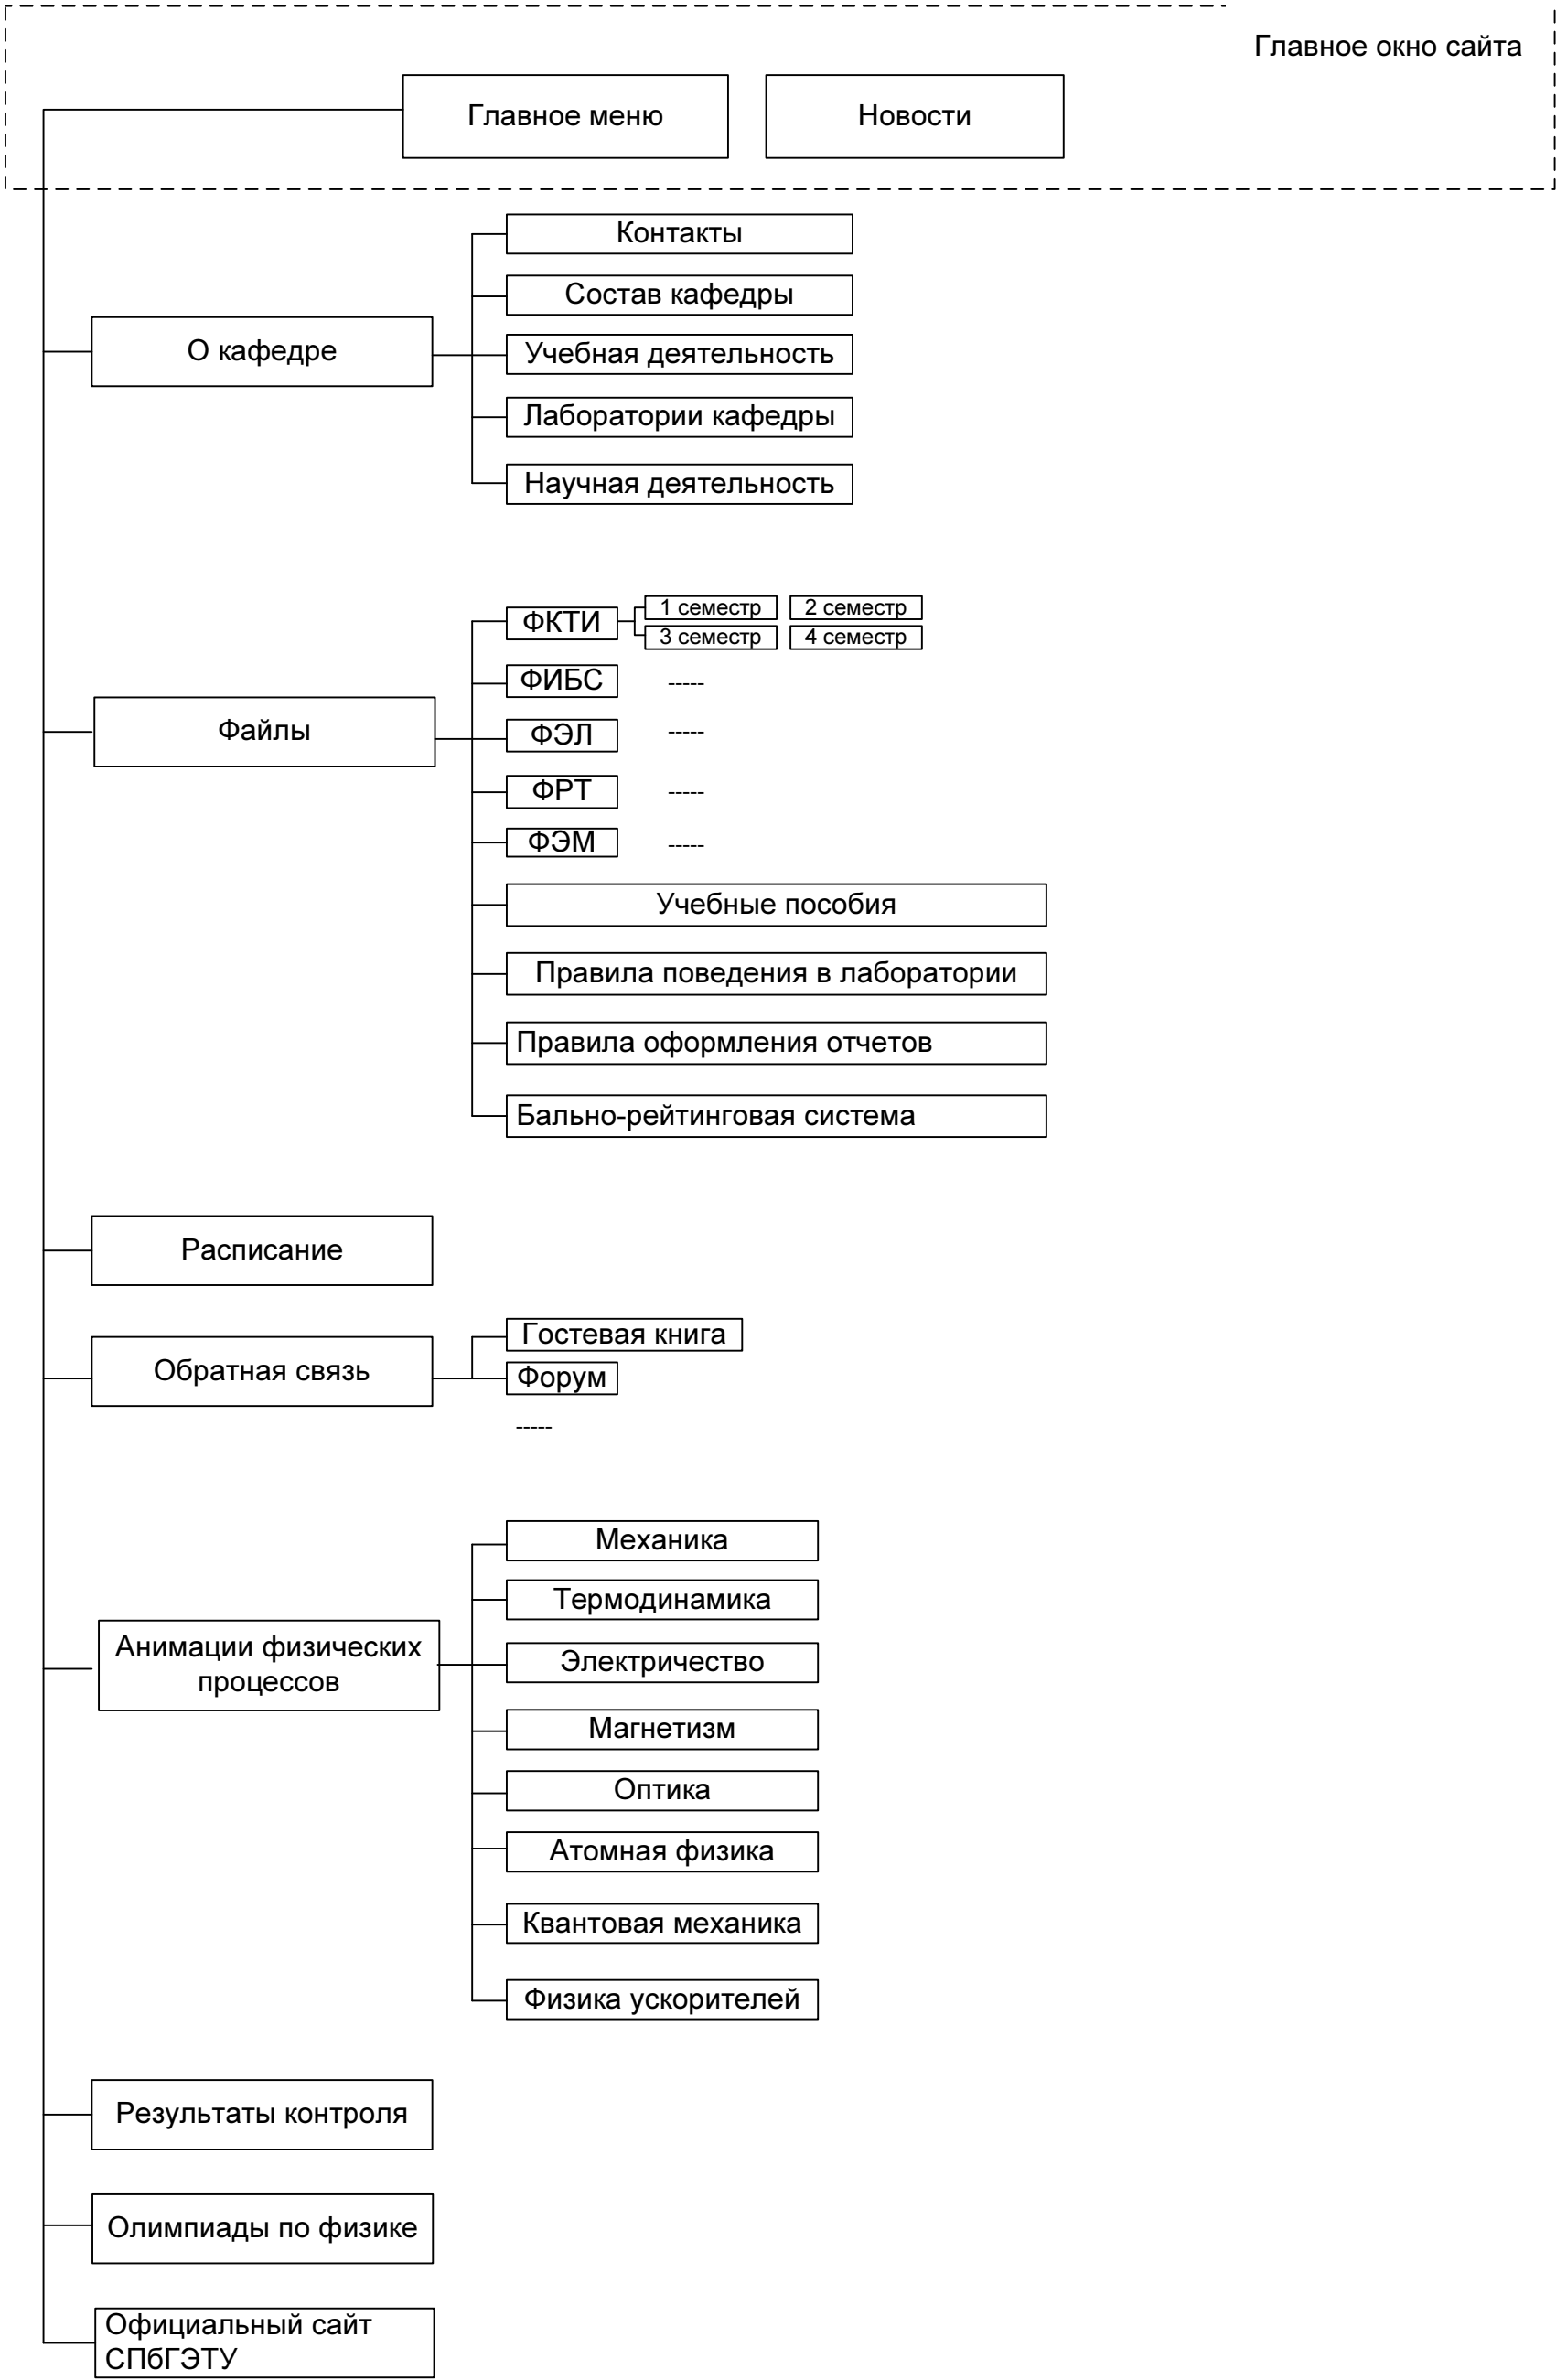 Главное окно сайта
Главное меню
Новости
Контакты
Состав кафедры
О кафедре
Учебная деятельность
Лаборатории кафедры
Научная деятельность
ФКТИ
1 семестр
2 семестр
3 семестр
4 семестр
ФИБС
-----
Файлы
ФЭЛ
-----
ФРТ
-----
ФЭМ
-----
Учебные пособия
Правила поведения в лаборатории
Правила оформления отчетов
Бально-рейтинговая система
Расписание
Обратная связь
Гостевая книга
Форум
-----
Механика
Термодинамика
Анимации физических
процессов
Электричество
Магнетизм
Оптика
Атомная физика
Квантовая механика
Физика ускорителей
Результаты контроля
Олимпиады по физике
Официальный сайт
СПбГЭТУ